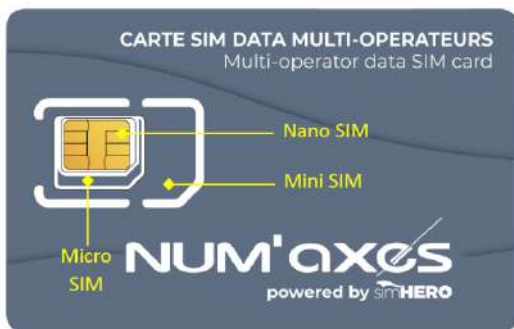 CARTE SIM DATA MULTI-OPERATEURS
Multi-operator data SIM card
Nano SIM
Mini SIM
Micro
SIM
NUM'axes
powered by simHERO